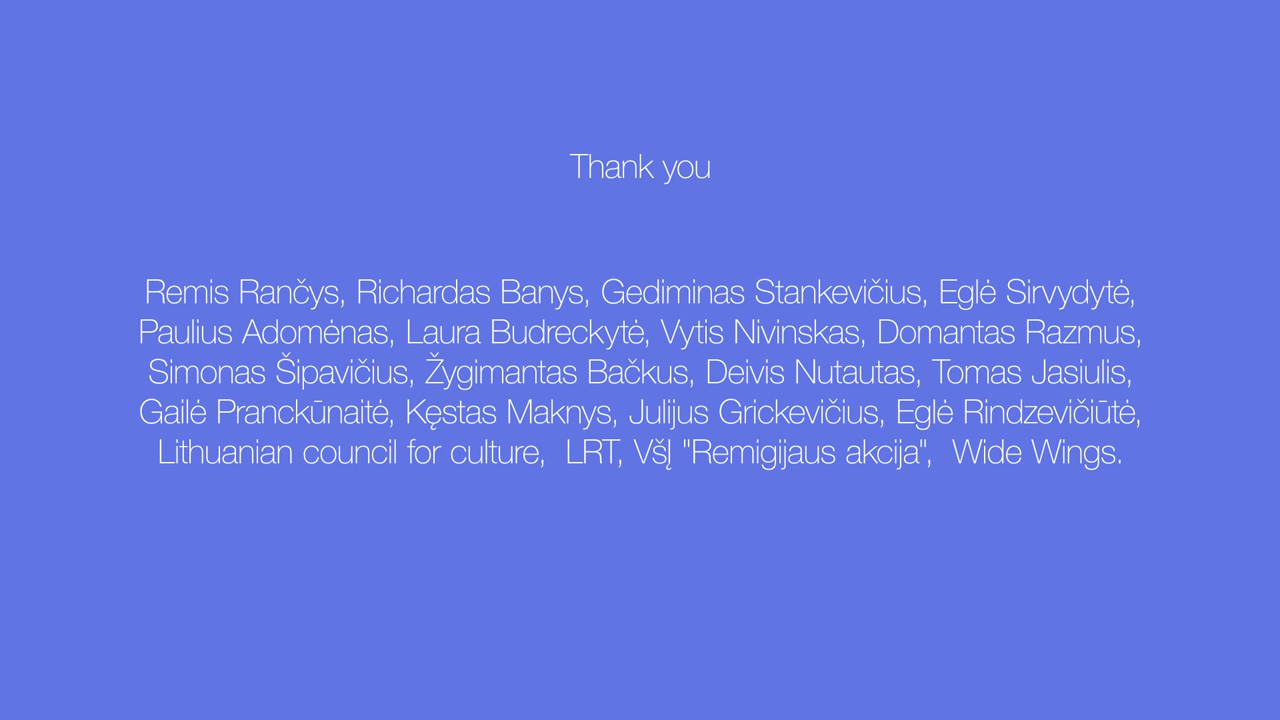 Thank you
Remis Rančys, Richardas Banys, Gediminas Stankevičius, Eglė Sirvydytė,
Paulius Adomėnas, Laura Budreckytė, Vytis Nivinskas, Domantas Razmus,
Simonas Šipavičius, Žygimantas Bačkus, Deivis Nutautas, Tomas Jasiulis,
Gailė Pranckūnaitė, Kęstas Maknys, Julijus Grickevičius, Eglė Rindzevičiūtė,
Lithuanian council for culture,  LRT, VšĮ "Remigijaus akcija",  Wide Wings.